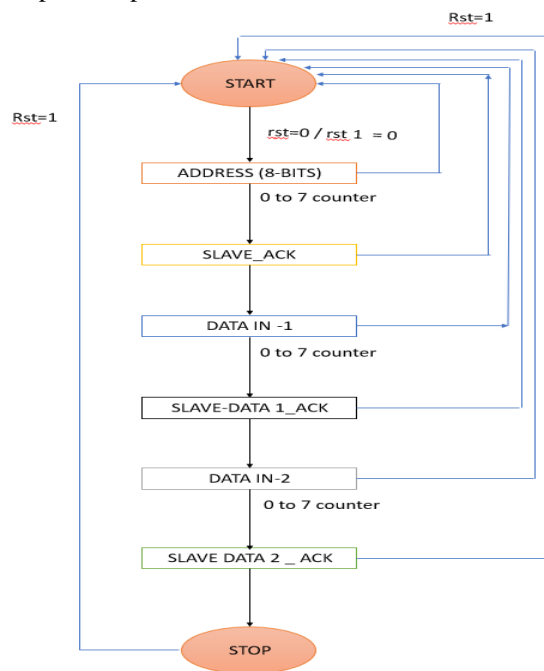 Rst=1
START
Rst=1
rst=0 / rst 1 = 0
ADDRESS (8-BITS)
0 to 7 counter
SLAVE_ACK
DATA IN -1
0 to 7 counter
SLAVE-DATA 1_ACK
DATA IN-2
0 to 7 counter
SLAVE DATA 2 _ ACK
STOP